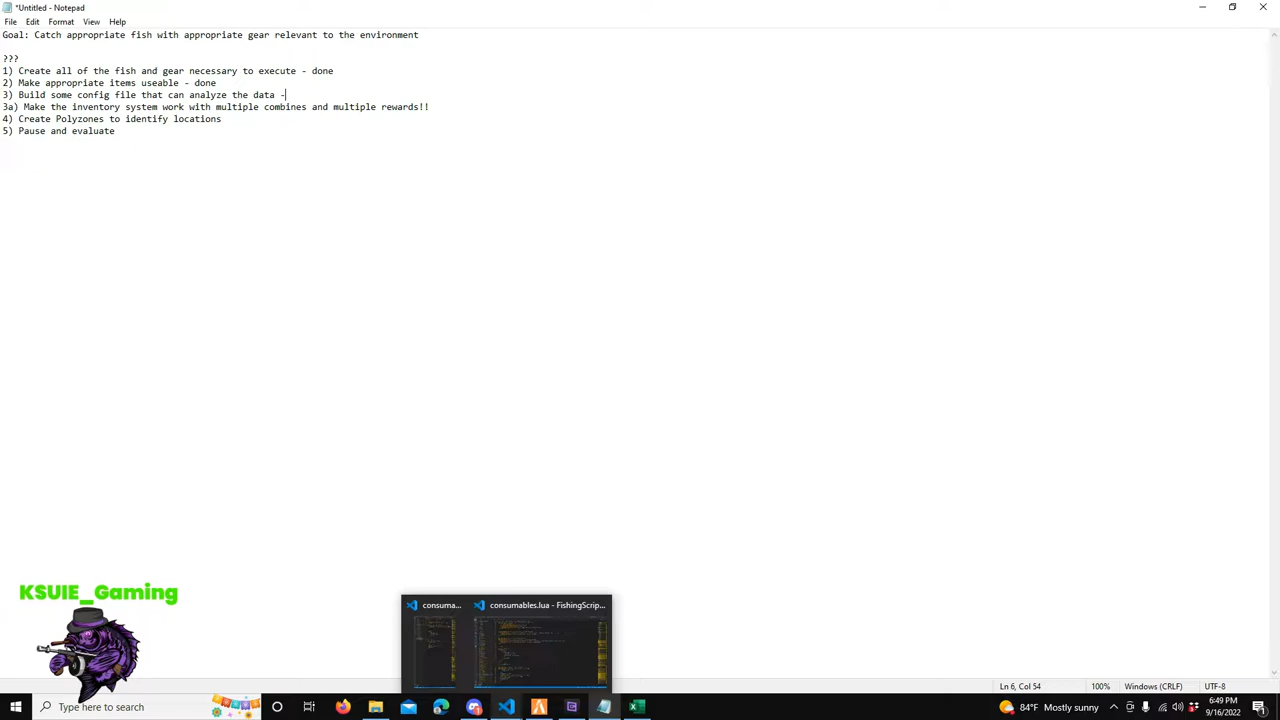 *Untitled - Notepad
File Edit Format View Help
Goal: Catch appropriate fish with appropriate gear relevant to the environment
???
1) Create all of the fish and gear necessary to execute - done
2) Make appropriate items useable - done
3) Build some config file that can analyze the data -
3a) Make the inventory system work with multiple combines and multiple rewards!!
4) Create Polyzones to identify locations
5) Pause and evaluate
KSUIE_Gaming
consuma...
consumables.lua - FishingScrip...
Ln 6, Col 54
100%
Windows (CRLF)
UTF-8
Type here to search
84°F Mostly sunny
6:49 PM
9/16/2022